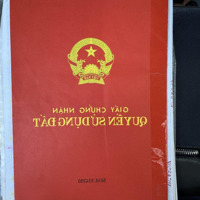 GIẤY CHỨNG NHẬN
QUYỀN SỬ DỤNG ĐẤT